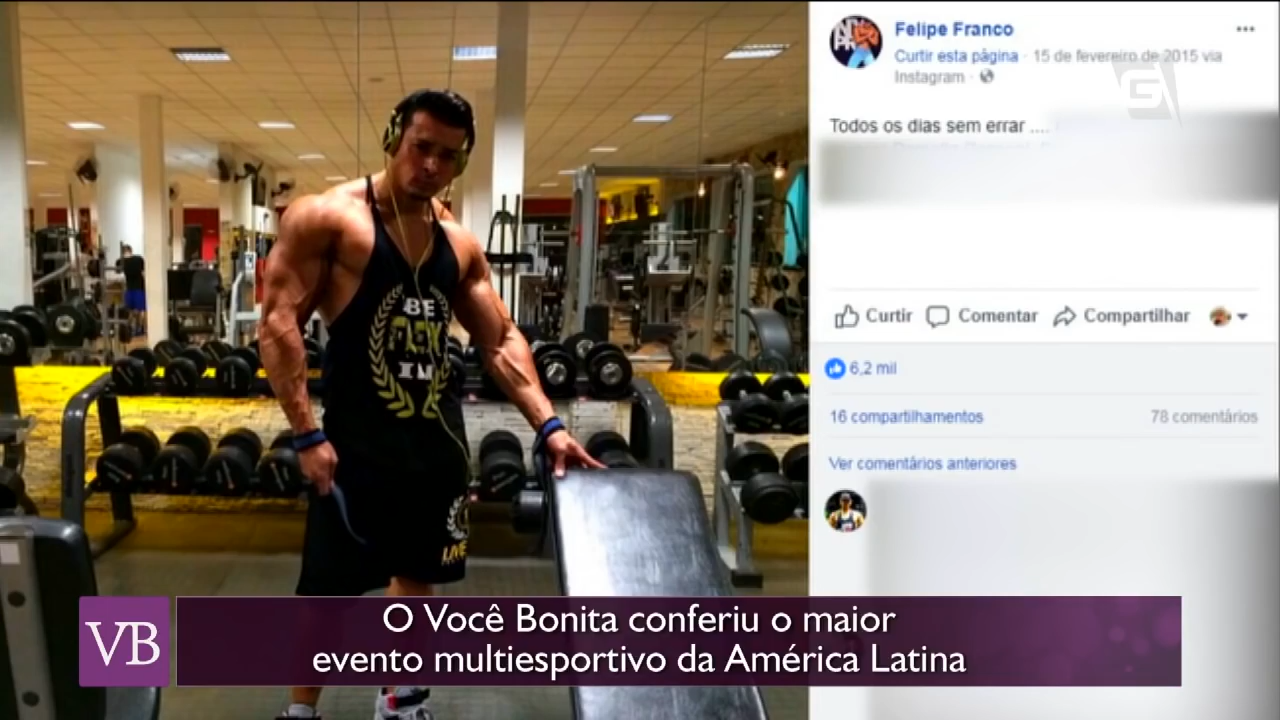 Felipe Franco
Curtir esta página · 15 de fevereiro de 2015 via
Instagram ·
Todos os dias sem errar ....
Curtir Comentar Compartilhar
6,2 mil
16 compartilhamentos 78 comentários
Ver comentários anteriores
BE
IM
LIVE
VB
O Você Bonita conferiu o maior
evento multiesportivo da América Latina